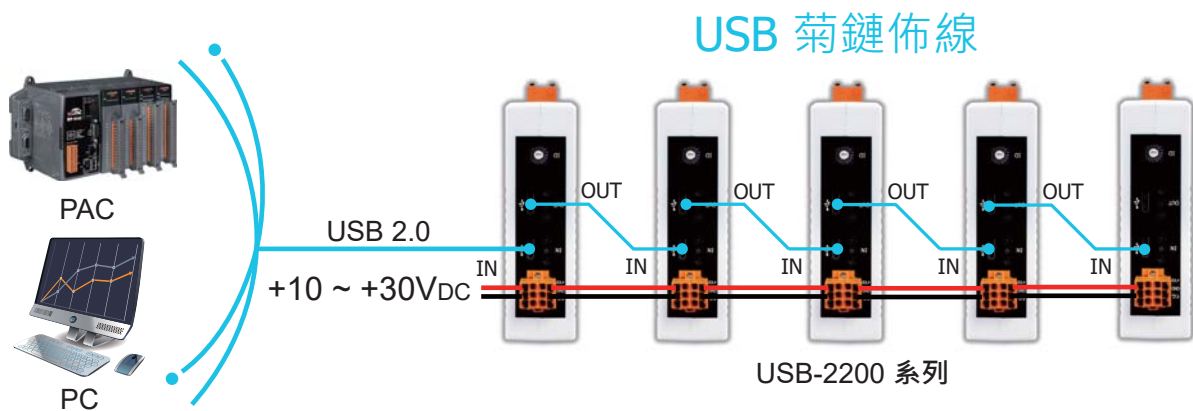 USB 菊鏈佈線
PAC
PC
USB 2.0
+10 ~ +30VDC
IN
OUT
IN
OUT
IN
OUT
IN
OUT
IN
USB-2200 系列